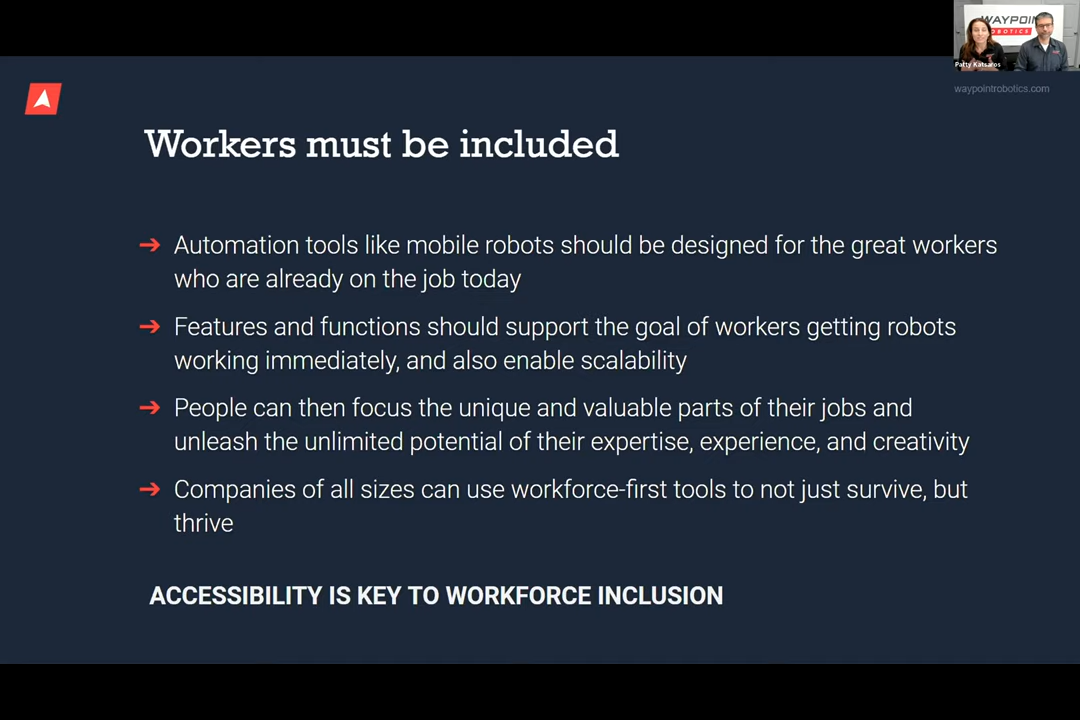 WAYPOI
ROBOTICS
Patty Katsaros
waypointrobotics.com
Workers must be included
Automation tools like mobile robots should be designed for the great workers
who are already on the job today
Features and functions should support the goal of workers getting robots
working immediately, and also enable scalability
People can then focus the unique and valuable parts of their jobs and
unleash the unlimited potential of their expertise, experience, and creativity
Companies of all sizes can use workforce-first tools to not just survive, but
thrive
ACCESSIBILITY IS KEY TO WORKFORCE INCLUSION